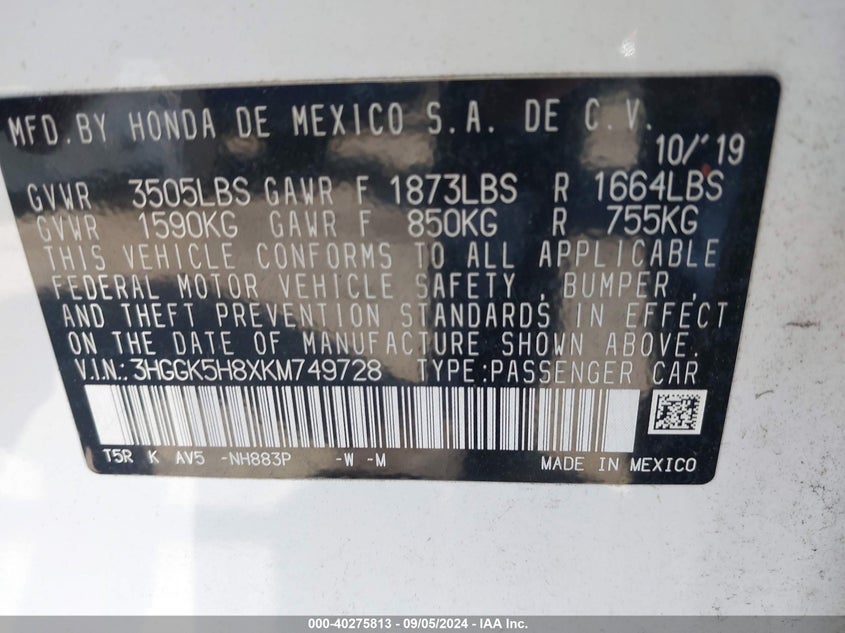 MFD.BY HONDA DE MEXICO S.A. DE C.V.
10/'19
GVWR 3505LBS GAWR F 1873LBS R 1664LBS
GVWR 1590KG GAWR F 850KG R 755KG
THIS VEHICLE CONFORMS TO ALL APPLICABLE
FEDERAL MOTOR VEHICLE SAFETY , BUMPER ,
AND THEFT PREVENTION STANDARDS IN EFFECT
ON THE DATE OF MANUFACTURE SHOWN ABOVE.
V.I.N.:3HGGK5H8XKM749728 TYPE:PASSENGER CAR
T5R K AV5 -NH883P -W -M MADE IN MEXICO
000-40275813 - 09/05/2024 - IAA Inc.